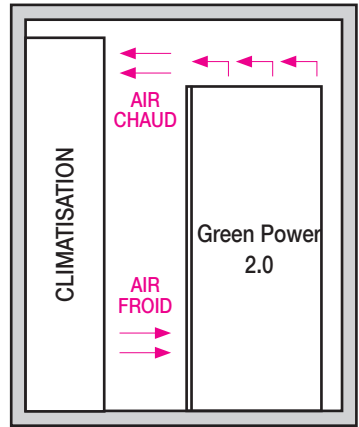 CLIMATISATION
AIR
CHAUD
AIR
FROID
Green Power
2.0